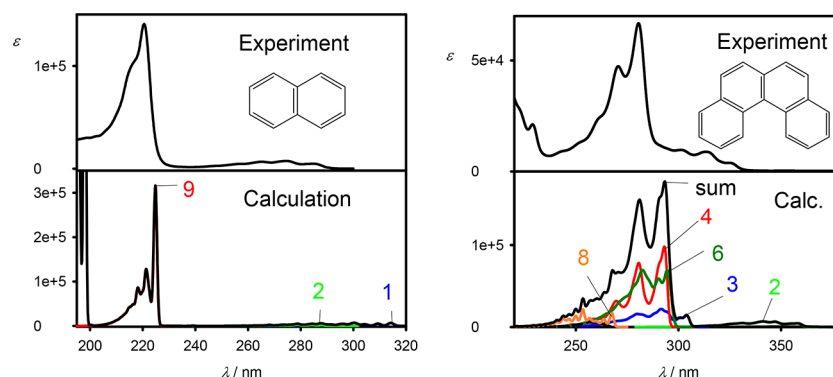 ε
Experiment
1e+5
0
9
Calculation
3e+5
2e+5
1e+5
0
2
1
200 220 240 260 280 300 320
λ / nm
ε
Experiment
5e+4
0
sum
Calc.
4
6
8
3
2
1e+5
0
250 300 350
λ / nm